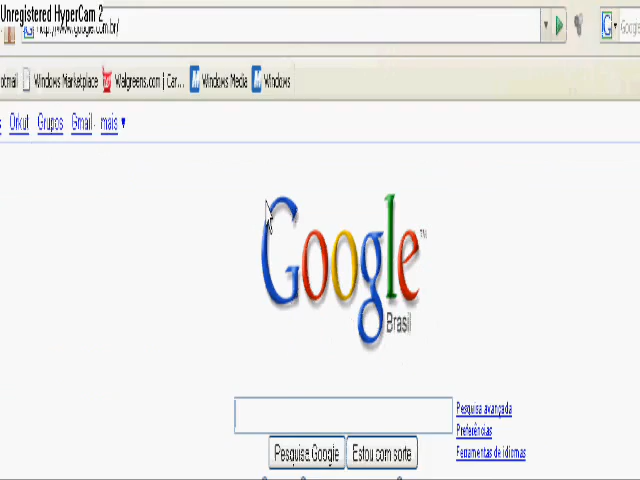 Unregistered HyperCam 2
http://www.google.com.br/
Google
otmail Windows Marketplace Walgreens.com | Car... Windows Media Windows
s Orkut Grupos Gmail mais ▼
Google™
Brasil
Pesquisa avançada
Preferências
Ferramentas de idiomas
Pesquisa Google Estou com sorte